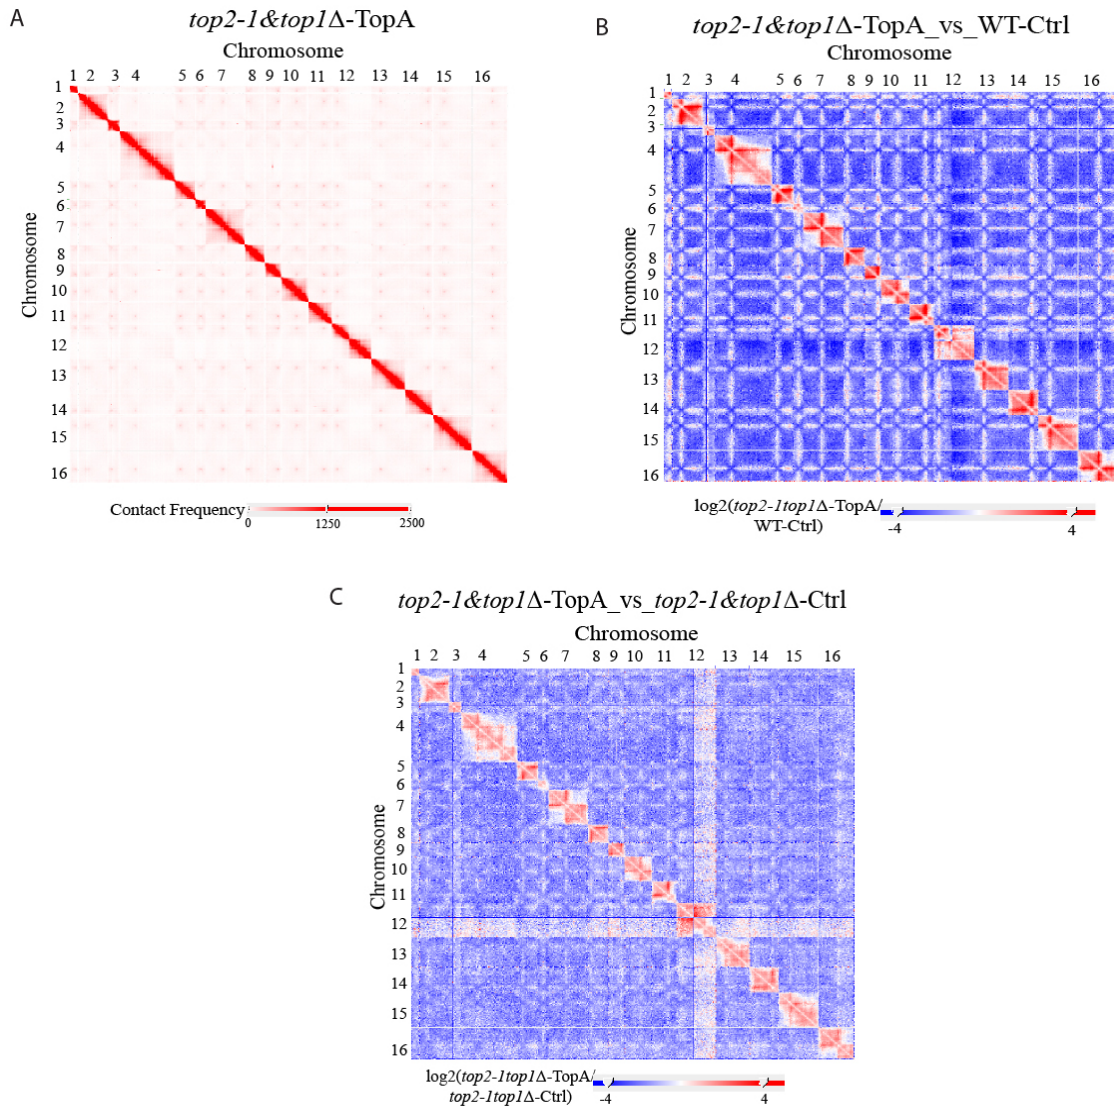 A
top2-1&top1Δ-TopA
Chromosome
1 2 3 4 5 6 7 8 9 10 11 12 13 14 15 16
1
2
3
4
5
6
7
8
9
10
11
12
13
14
15
16
Chromosome
Contact Frequency
0 1250 2500
B
top2-1&top1Δ-TopA_vs_WT-Ctrl
Chromosome
1 2 3 4 5 6 7 8 9 10 11 12 13 14 15 16
1
2
3
4
5
6
7
8
9
10
11
12
13
14
15
16
Chromosome
log2(top2-1top1Δ-TopA/
WT-Ctrl)
-4 4
C
top2-1&top1Δ-TopA_vs_top2-1&top1Δ-Ctrl
Chromosome
1 2 3 4 5 6 7 8 9 10 11 12 13 14 15 16
1
2
3
4
5
6
7
8
9
10
11
12
13
14
15
16
Chromosome
log2(top2-1top1Δ-TopA/
top2-1top1Δ-Ctrl)
-4 4